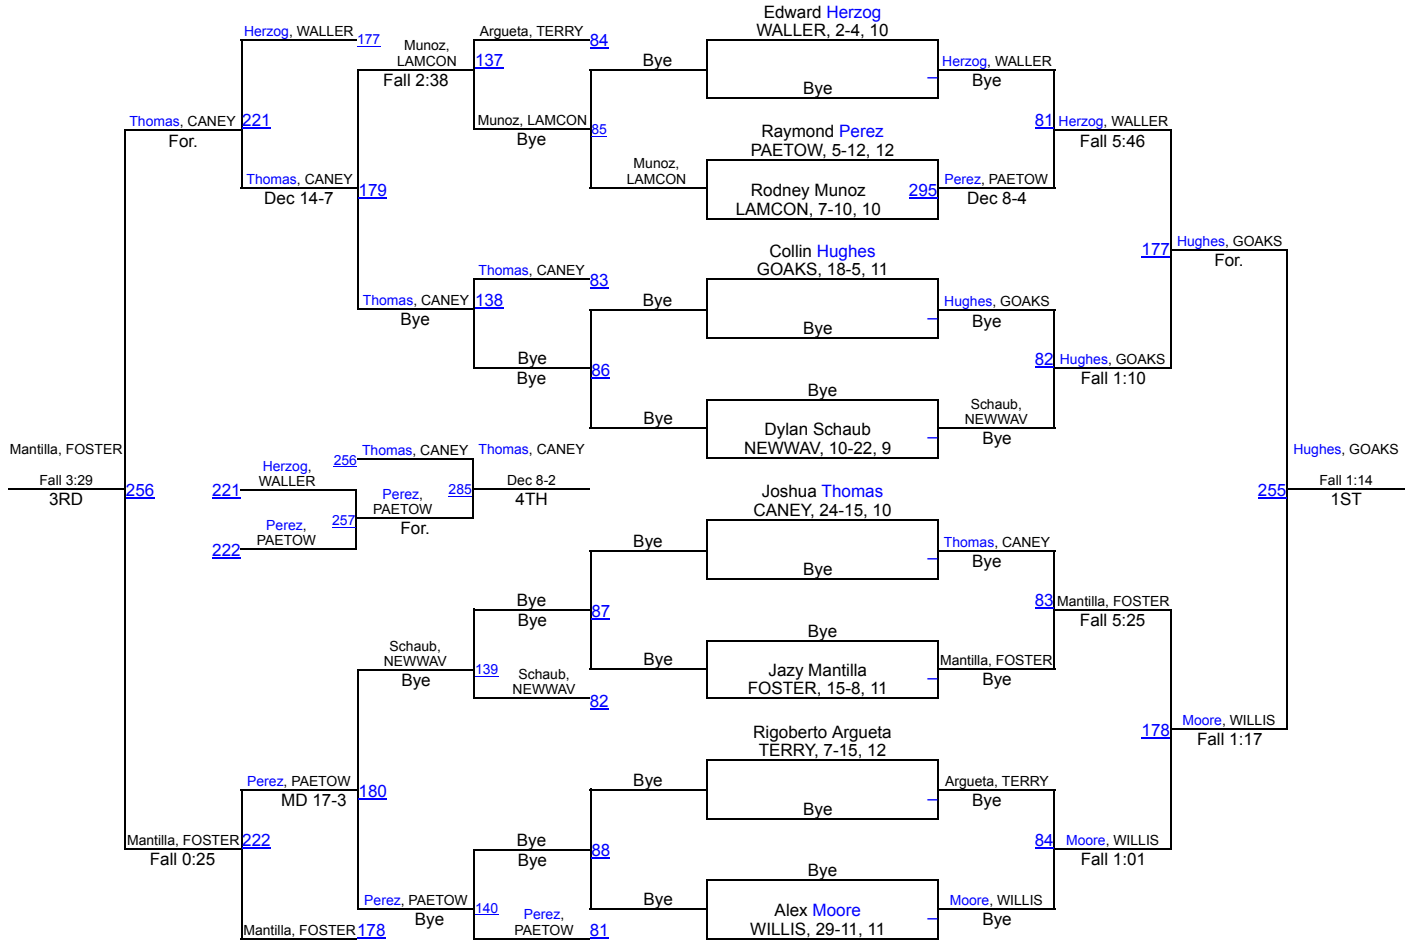 Edward Herzog
WALLER, 2-4, 10
Herzog, WALLER
177
Munoz,
LAMCON
Fall 2:38
Argueta, TERRY
84
137
Bye
Bye
Herzog, WALLER
Bye
Thomas, CANEY
For.
221
Munoz, LAMCON
Bye
85
81
Herzog, WALLER
Fall 5:46
Raymond Perez
PAETOW, 5-12, 12
Munoz,
LAMCON
Rodney Munoz
LAMCON, 7-10, 10
295
Perez, PAETOW
Dec 8-4
Thomas, CANEY
Dec 14-7
179
Collin Hughes
GOAKS, 18-5, 11
177
Hughes, GOAKS
For.
Thomas, CANEY
83
Thomas, CANEY
Bye
138
Bye
Bye
Hughes, GOAKS
Bye
Bye
Bye
86
82
Hughes, GOAKS
Fall 1:10
Bye
Bye
Dylan Schaub
NEWWAV, 10-22, 9
Schaub,
NEWWAV
Bye
Mantilla, FOSTER
Fall 3:29
3RD
256
256
Thomas, CANEY
Thomas, CANEY
Herzog,
WALLER
221
Perez,
PAETOW
For.
285
Dec 8-2
4TH
257
Perez,
PAETOW
222
Hughes, GOAKS
255
Fall 1:14
1ST
Joshua Thomas
CANEY, 24-15, 10
Bye
Bye
Thomas, CANEY
Bye
Bye
Bye
87
83
Mantilla, FOSTER
Fall 5:25
Bye
Schaub,
NEWWAV
Bye
139
Schaub,
NEWWAV
82
Bye
Jazy Mantilla
FOSTER, 15-8, 11
Mantilla, FOSTER
Bye
178
Moore, WILLIS
Fall 1:17
Rigoberto Argueta
TERRY, 7-15, 12
Perez, PAETOW
MD 17-3
180
Bye
Bye
Argueta, TERRY
Bye
Mantilla, FOSTER
Fall 0:25
222
Bye
Bye
88
84
Moore, WILLIS
Fall 1:01
Bye
Perez, PAETOW
Bye
140
Perez,
PAETOW
81
Bye
Alex Moore
WILLIS, 29-11, 11
Moore, WILLIS
Bye
Mantilla, FOSTER
178